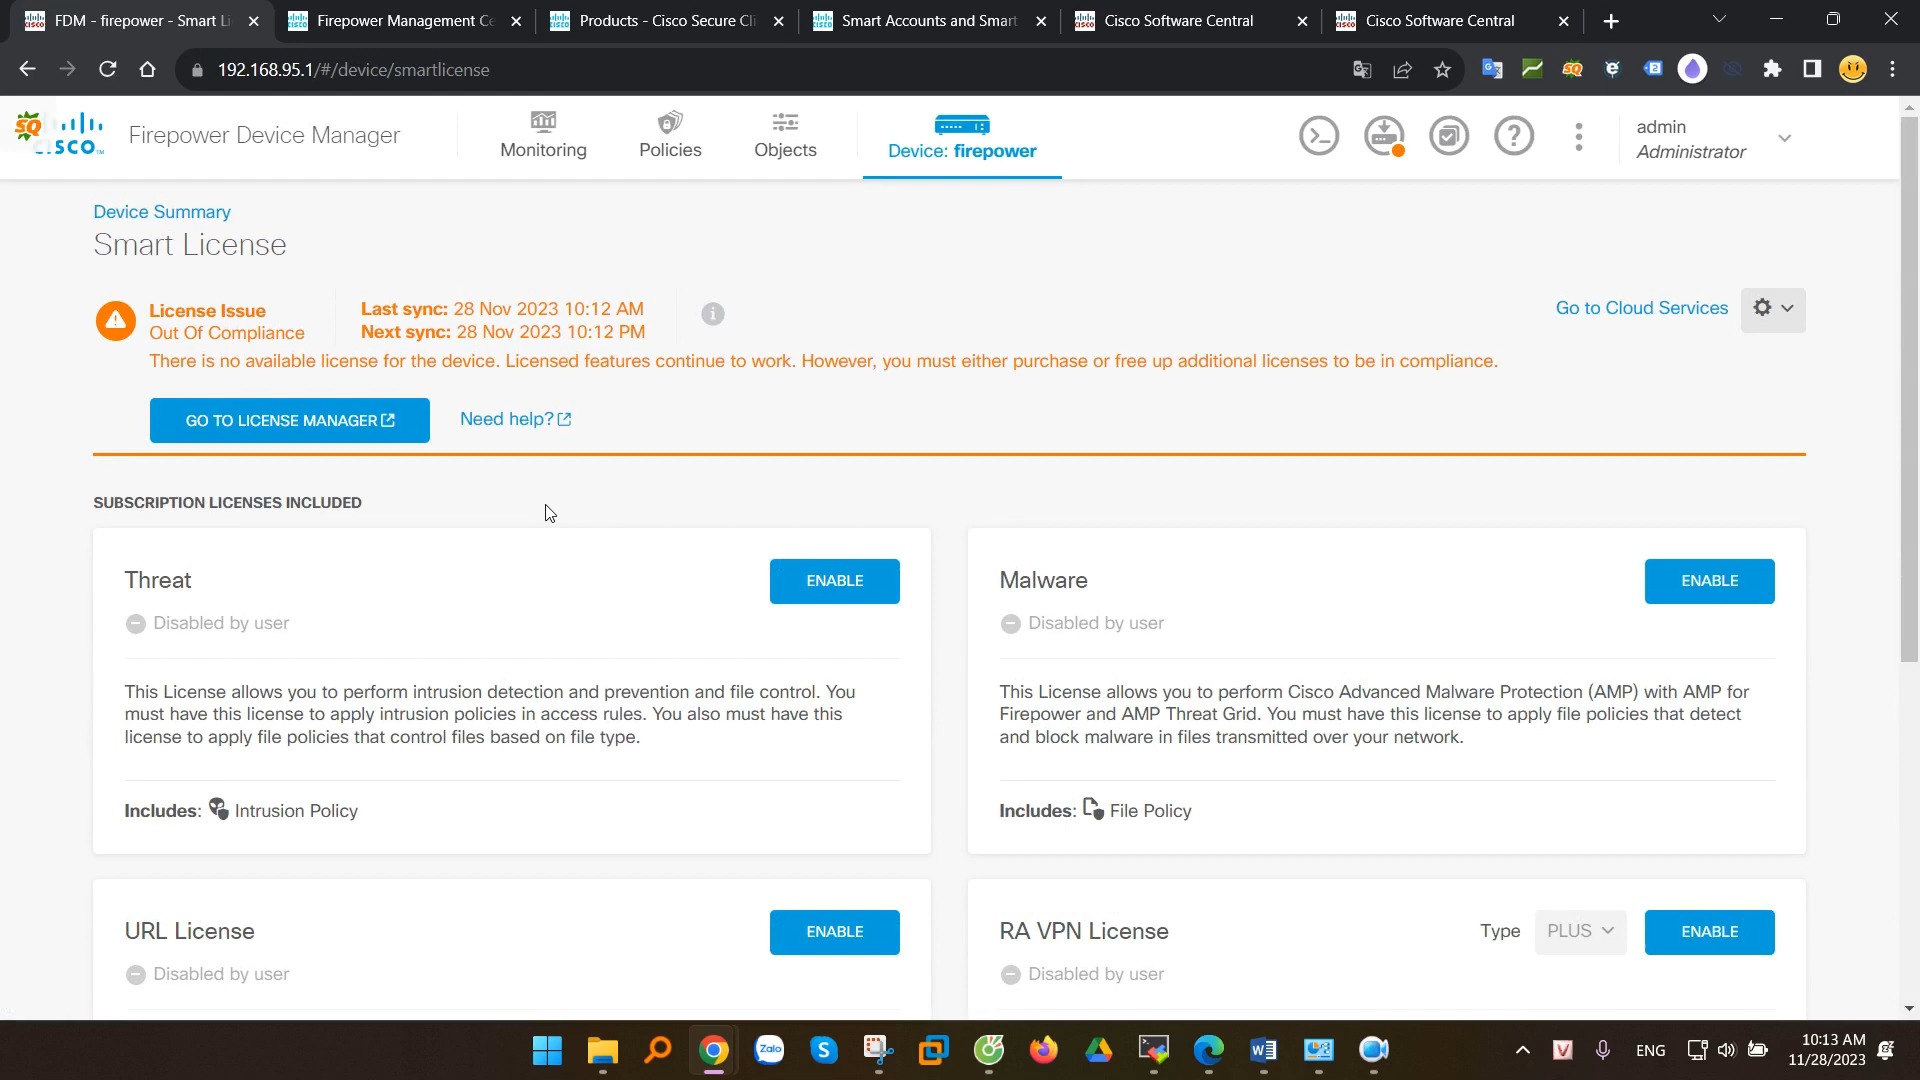 FDM - firepower - Smart Li
Firepower Management Ce
Products - Cisco Secure Cli
Smart Accounts and Smart
Cisco Software Central
Cisco Software Central
192.168.95.1/#/device/smartlicense
SQ
CISCO
Firepower Device Manager
Monitoring
Policies
Objects
Device: firepower
admin
Administrator
Device Summary
Smart License
License Issue
Out Of Compliance
Last sync: 28 Nov 2023 10:12 AM
Next sync: 28 Nov 2023 10:12 PM
Go to Cloud Services
There is no available license for the device. Licensed features continue to work. However, you must either purchase or free up additional licenses to be in compliance.
GO TO LICENSE MANAGER
Need help?
SUBSCRIPTION LICENSES INCLUDED
Threat
ENABLE
Disabled by user
This License allows you to perform intrusion detection and prevention and file control. You
must have this license to apply intrusion policies in access rules. You also must have this
license to apply file policies that control files based on file type.
Includes: Intrusion Policy
Malware
ENABLE
Disabled by user
This License allows you to perform Cisco Advanced Malware Protection (AMP) with AMP for
Firepower and AMP Threat Grid. You must have this license to apply file policies that detect
and block malware in files transmitted over your network.
Includes: File Policy
URL License
ENABLE
Disabled by user
RA VPN License
Type PLUS
ENABLE
Disabled by user
Zalo
ENG
10:13 AM
11/28/2023